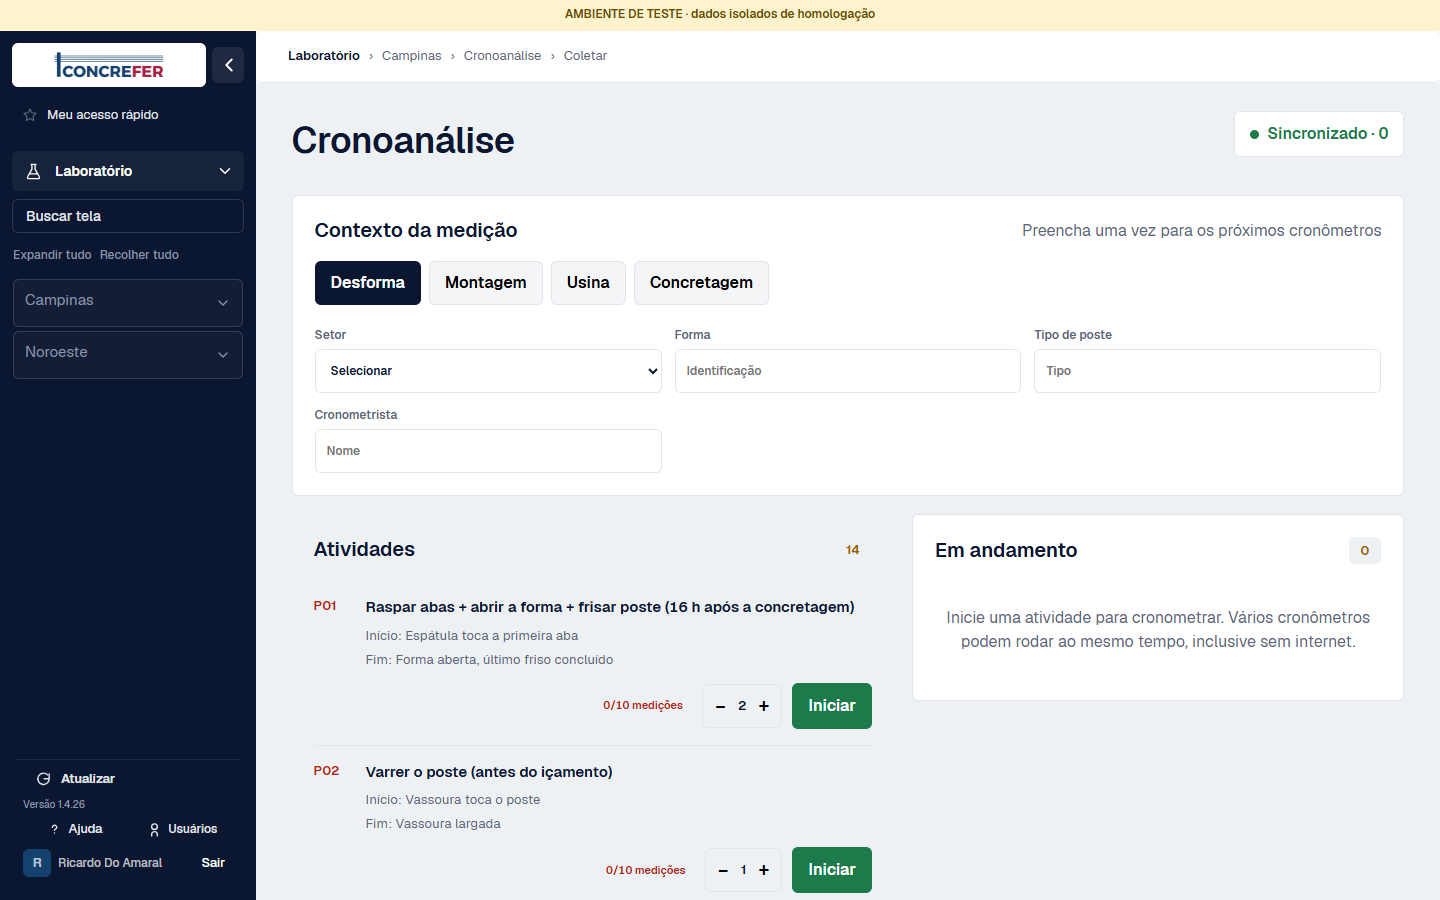 AMBIENTE DE TESTE · dados isolados de homologação
CONCREFER
Meu acesso rápido
Laboratório
Buscar tela
Expandir tudo Recolher tudo
Campinas
Noroeste
Atualizar
Versão 1.4.26
? Ajuda Usuários
R Ricardo Do Amaral Sair
Laboratório › Campinas › Cronoanálise › Coletar
Cronoanálise
Sincronizado · 0
Contexto da medição
Preencha uma vez para os próximos cronômetros
Desforma Montagem Usina Concretagem
Setor Forma Tipo de poste
Selecionar Identificação Tipo
Cronometrista
Nome
Atividades 14
P01 Raspar abas + abrir a forma + frisar poste (16 h após a concretagem)
Início: Espátula toca a primeira aba
Fim: Forma aberta, último friso concluído
0/10 medições − 2 + Iniciar
P02 Varrer o poste (antes do içamento)
Início: Vassoura toca o poste
Fim: Vassoura largada
0/10 medições − 1 + Iniciar
Em andamento 0
Inicie uma atividade para cronometrar. Vários cronômetros
podem rodar ao mesmo tempo, inclusive sem internet.